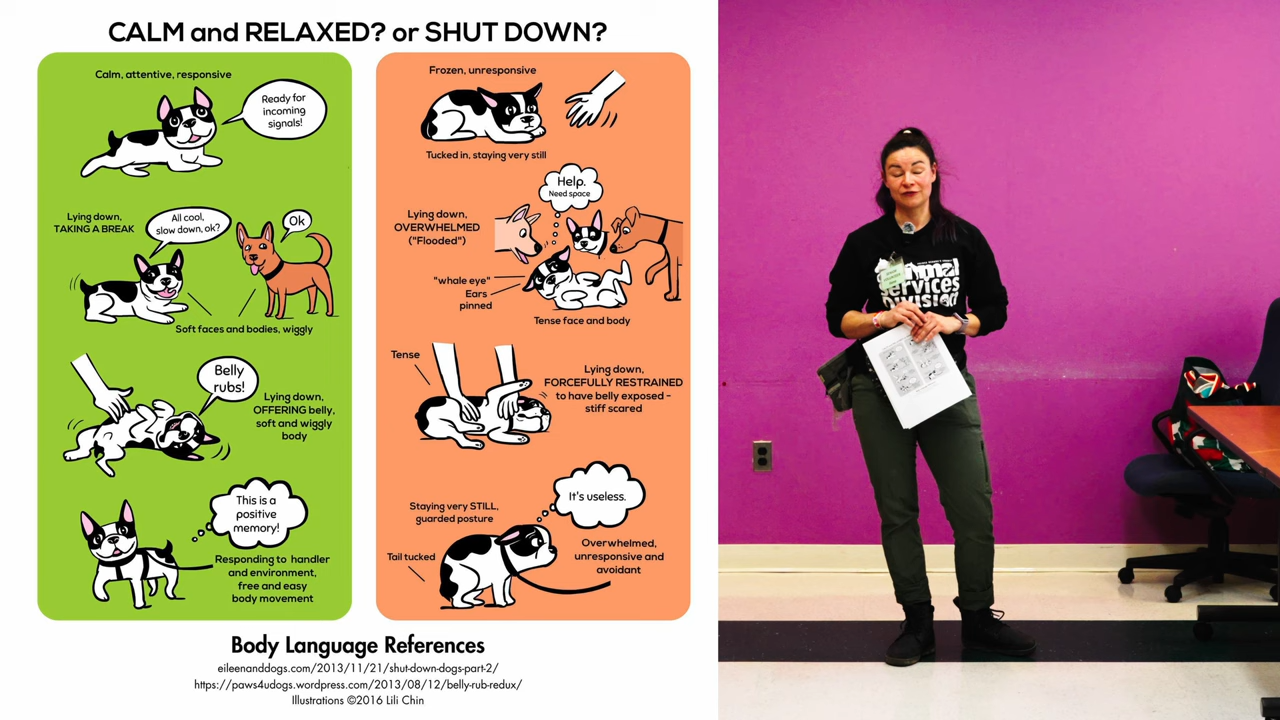 CALM and RELAXED? or SHUT DOWN?
Calm, attentive, responsive
Ready for
incoming
signals!
Lying down,
TAKING A BREAK
All cool,
slow down, ok?
Ok
Soft faces and bodies, wiggly
Belly
rubs!
Lying down,
OFFERING belly,
soft and wiggly
body
This is a
positive
memory!
Responding to handler
and environment,
free and easy
body movement
Frozen, unresponsive
Tucked in, staying very still
Help.
Need space
Lying down,
OVERWHELMED
("Flooded")
"whale eye"
Ears
pinned
Tense face and body
Tense
Lying down,
FORCEFULLY RESTRAINED
to have belly exposed -
stiff scared
Staying very STILL,
guarded posture
It's useless.
Tail tucked
Overwhelmed,
unresponsive and
avoidant
Body Language References
eileenanddogs.com/2013/11/21/shut-down-dogs-part-2/
https://paws4udogs.wordpress.com/2013/08/12/belly-rub-redux/
Illustrations ©2016 Lili Chin
animal
services
division